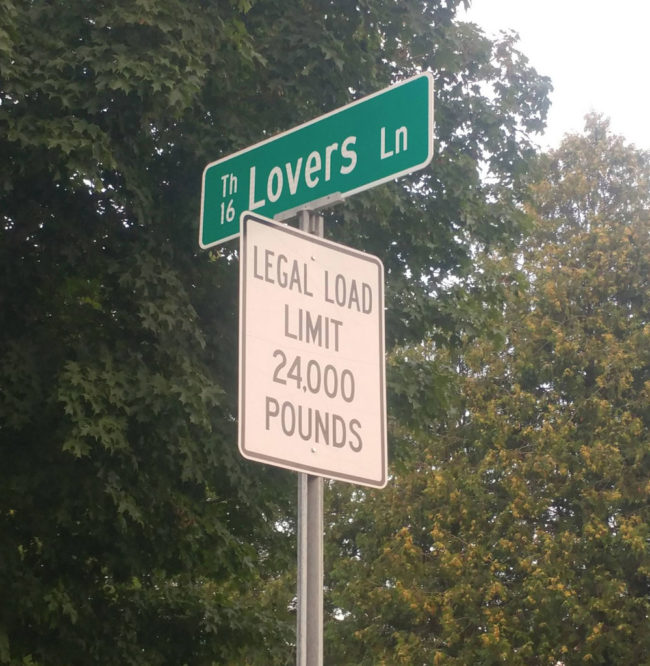 Th
16
Lovers Ln
LEGAL LOAD
LIMIT
24,000
POUNDS